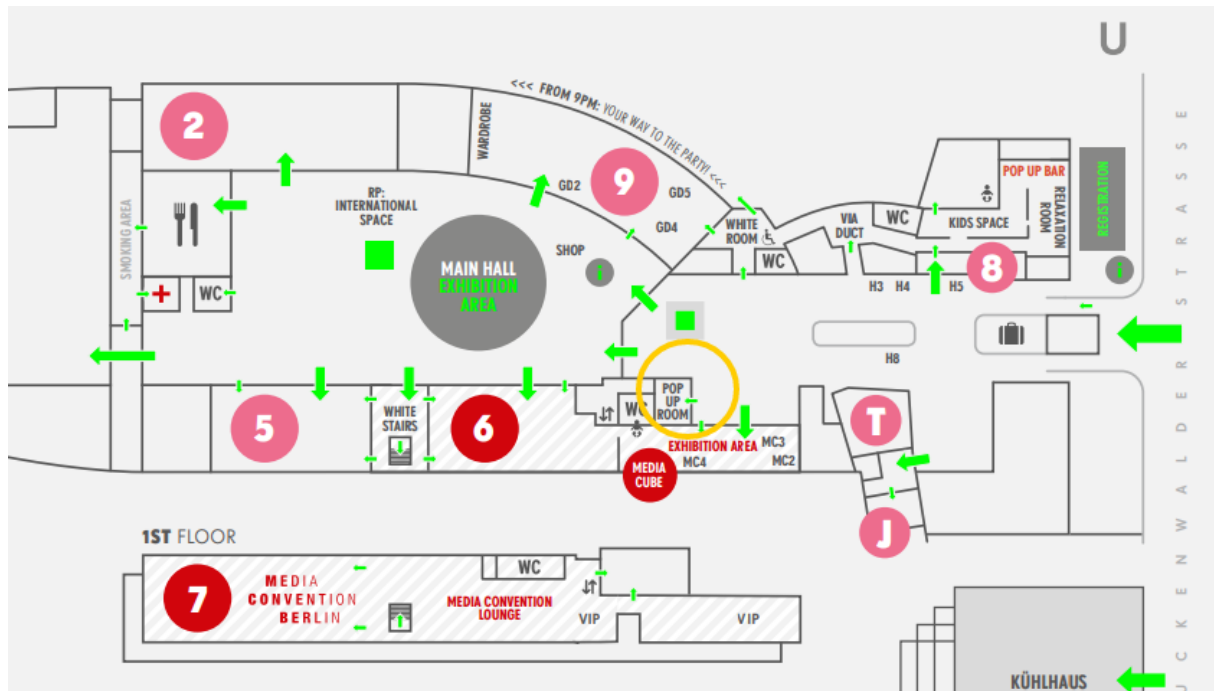 U
<<< FROM 9PM: YOUR WAY TO THE PARTY! <<<
2
WARDROBE
9
GD2
GD5
GD4
RP:
INTERNATIONAL
SPACE
SHOP
MAIN HALL
EXHIBITION
AREA
SMOKING AREA
WC
WHITE
ROOM
WC
VIA
DUCT
WC
KIDS SPACE
POP UP BAR
RELAXATION
ROOM
REGISTRATION
i
i
8
H3
H4
H5
H8
5
WHITE
STAIRS
6
WC
POP
UP
ROOM
EXHIBITION AREA
MC3
MC4
MC2
MEDIA
CUBE
T
J
1ST FLOOR
7
MEDIA
CONVENTION
BERLIN
MEDIA CONVENTION
LOUNGE
WC
VIP
VIP
KÜHLHAUS
UCKENWALDER STRASSE